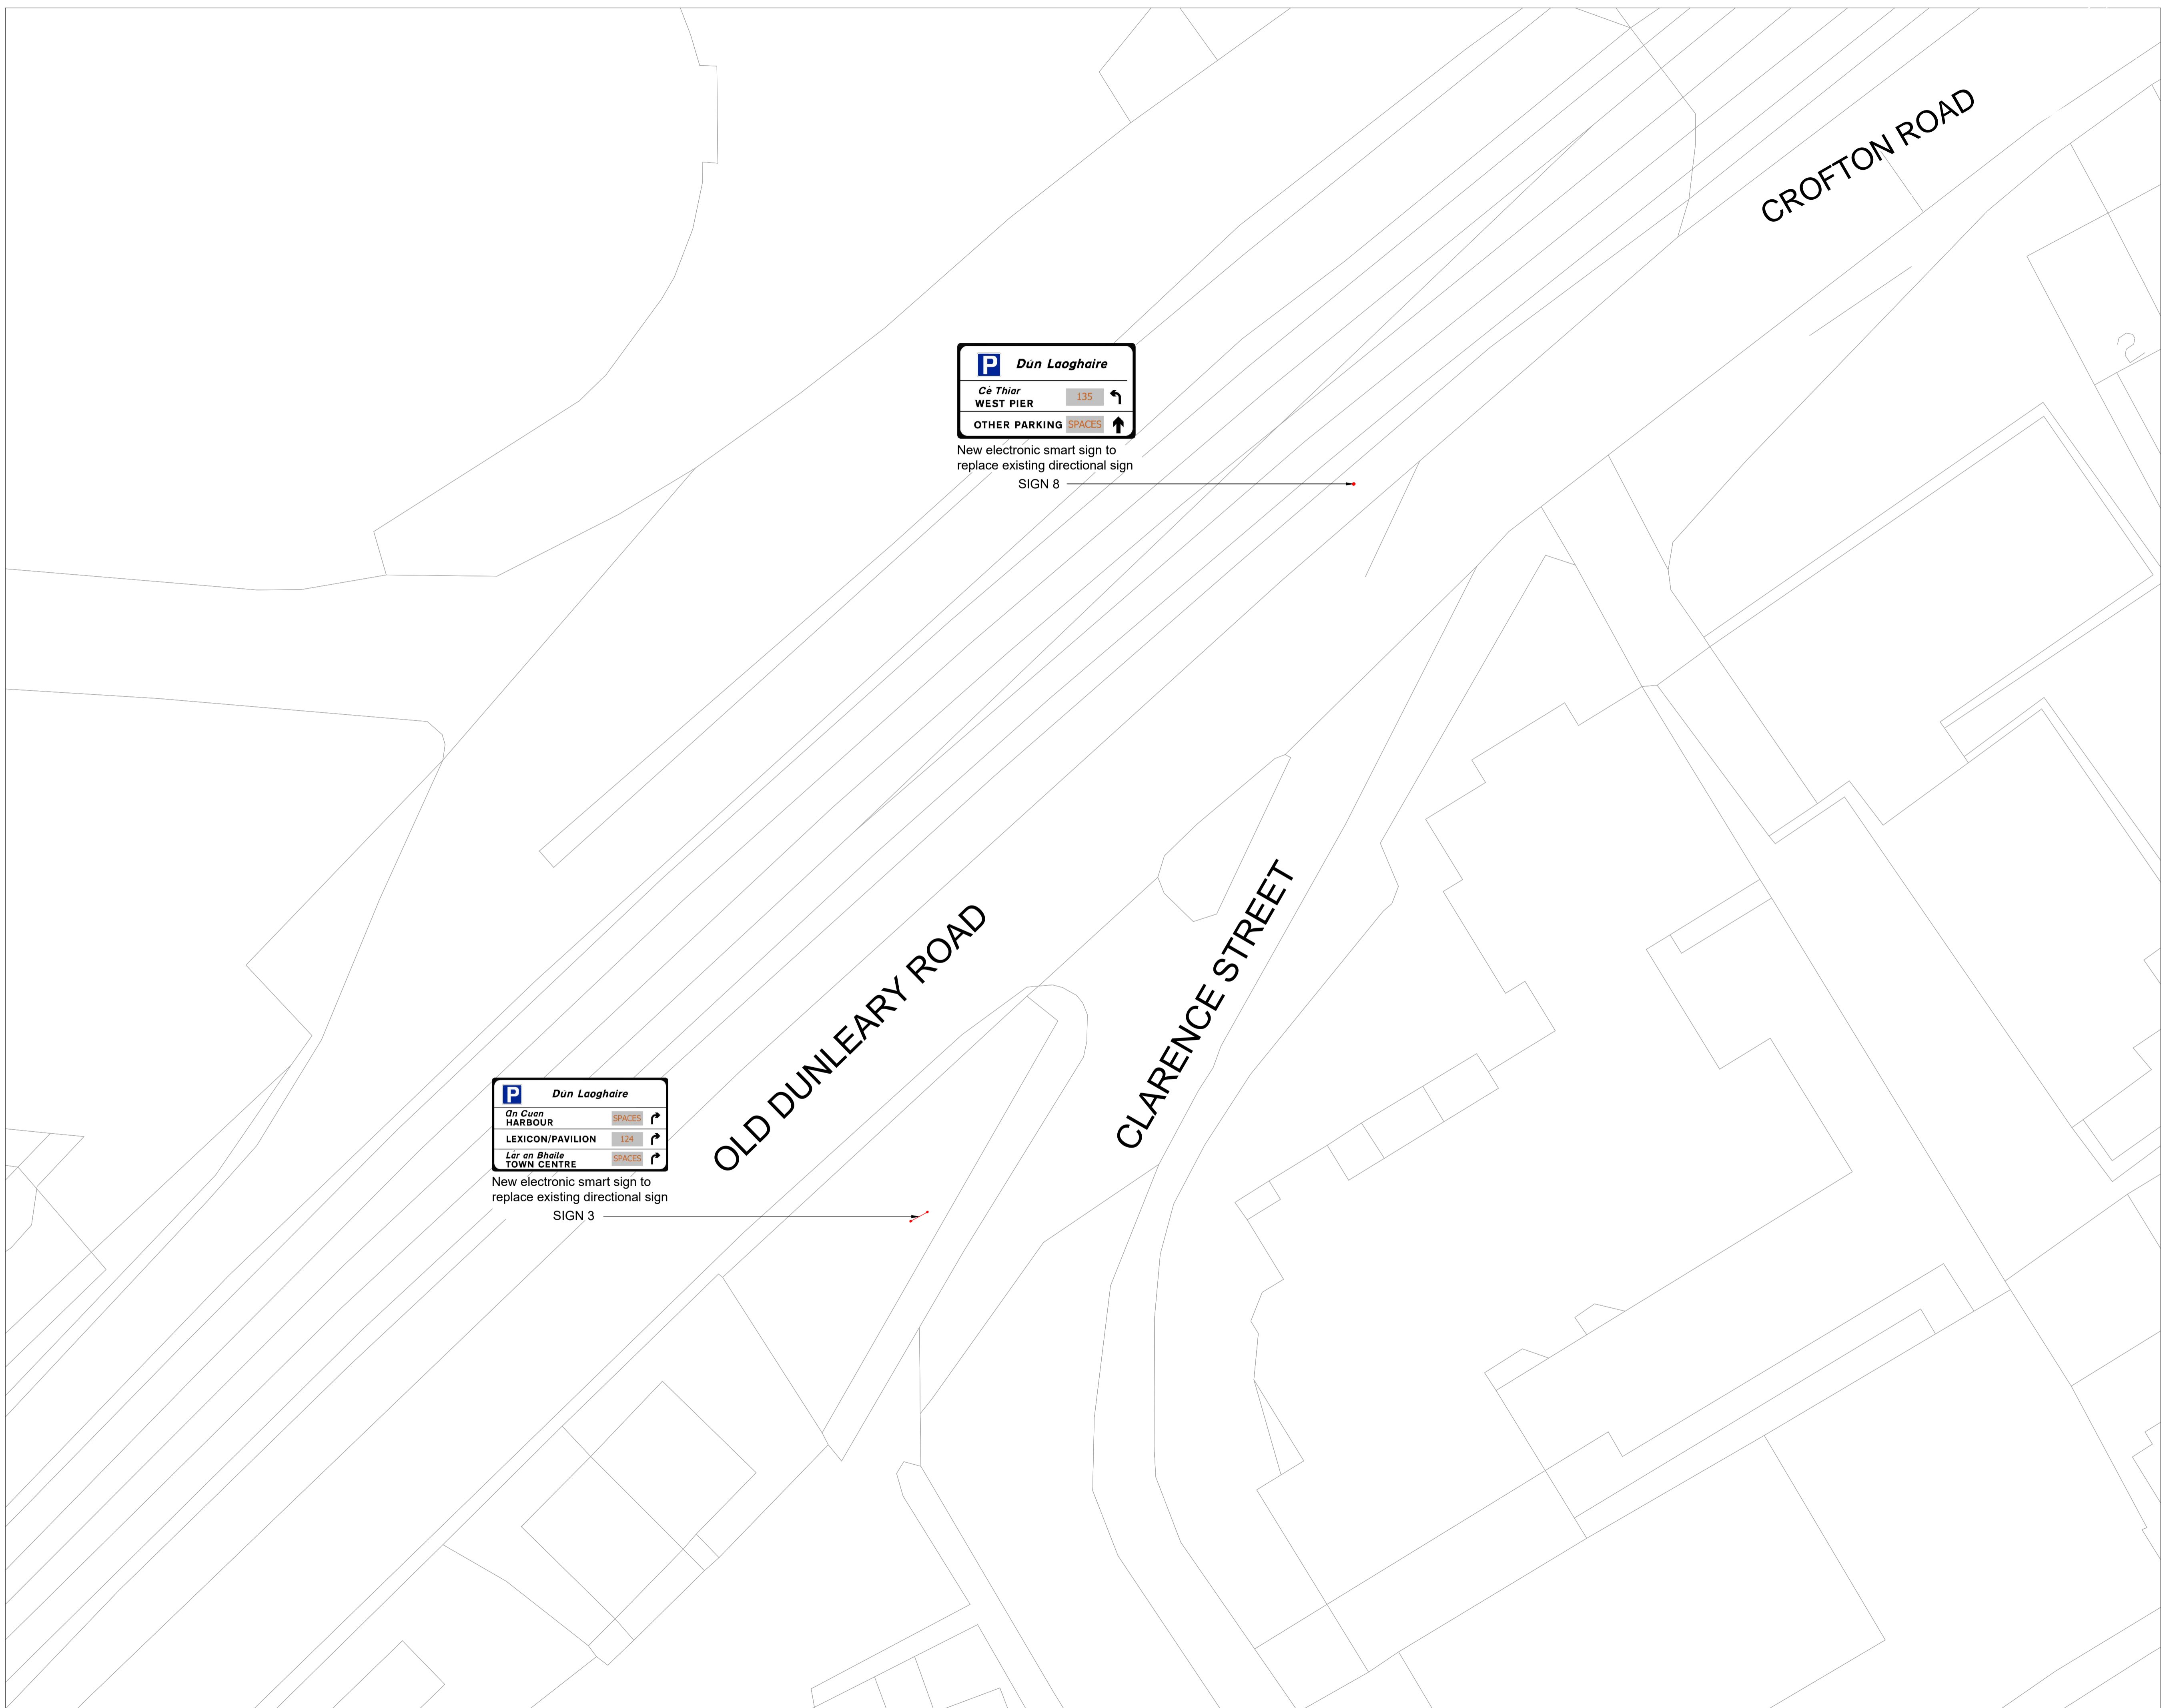 CROFTON ROAD
P Dún Laoghaire
Cé Thiar
WEST PIER 135
OTHER PARKING SPACES
New electronic smart sign to
replace existing directional sign
SIGN 8
OLD DUNLEARY ROAD
CLARENCE STREET
P Dún Laoghaire
An Cuan
HARBOUR SPACES
LEXICON/PAVILION 124
Lár an Bhaile
TOWN CENTRE SPACES
New electronic smart sign to
replace existing directional sign
SIGN 3